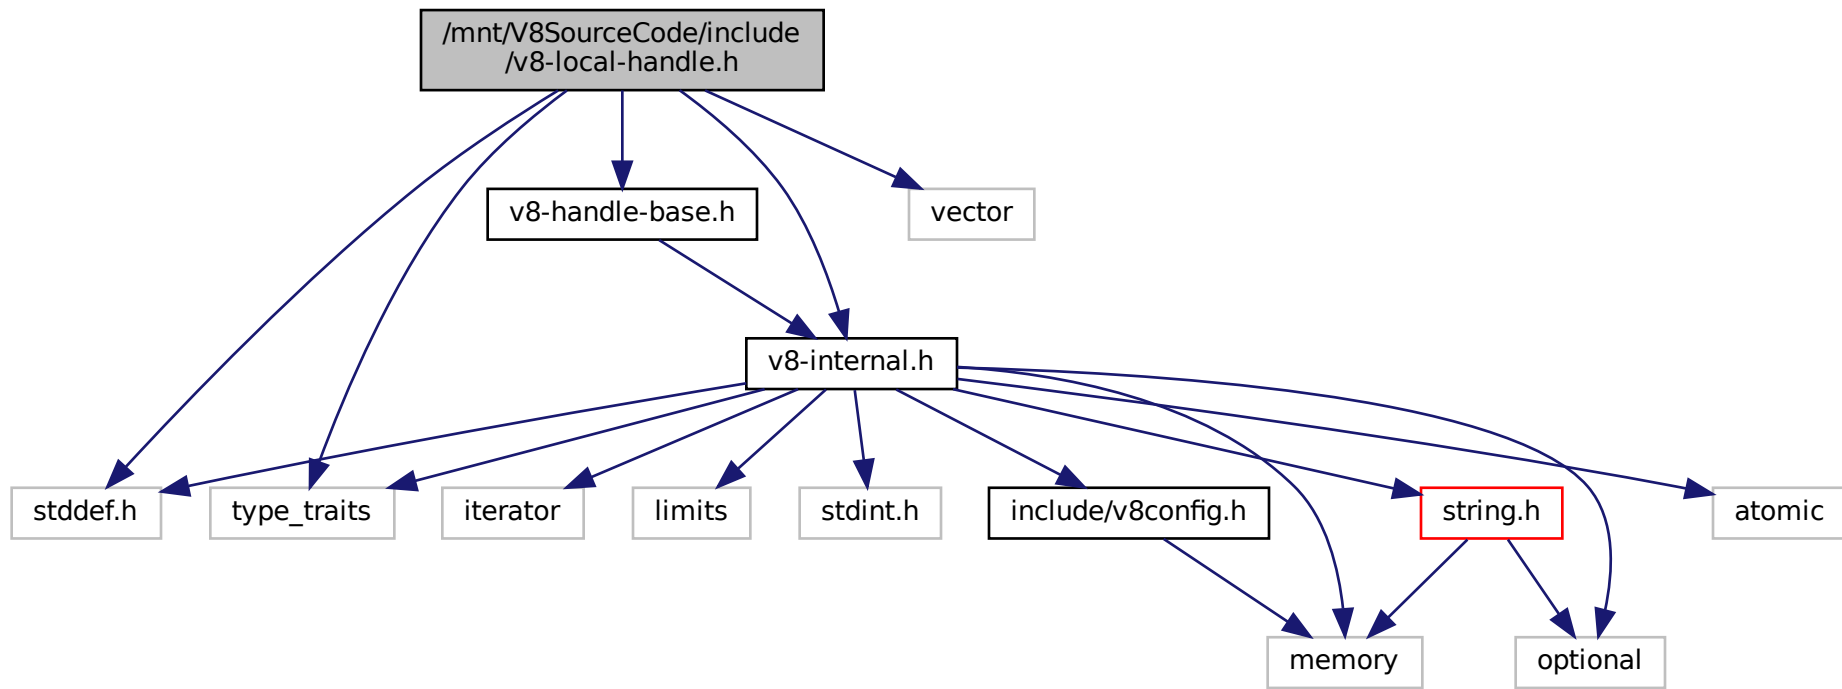 /mnt/V8SourceCode/include
/v8-local-handle.h
v8-handle-base.h
vector
v8-internal.h
stddef.h
type_traits
iterator
limits
stdint.h
include/v8config.h
string.h
atomic
memory
optional